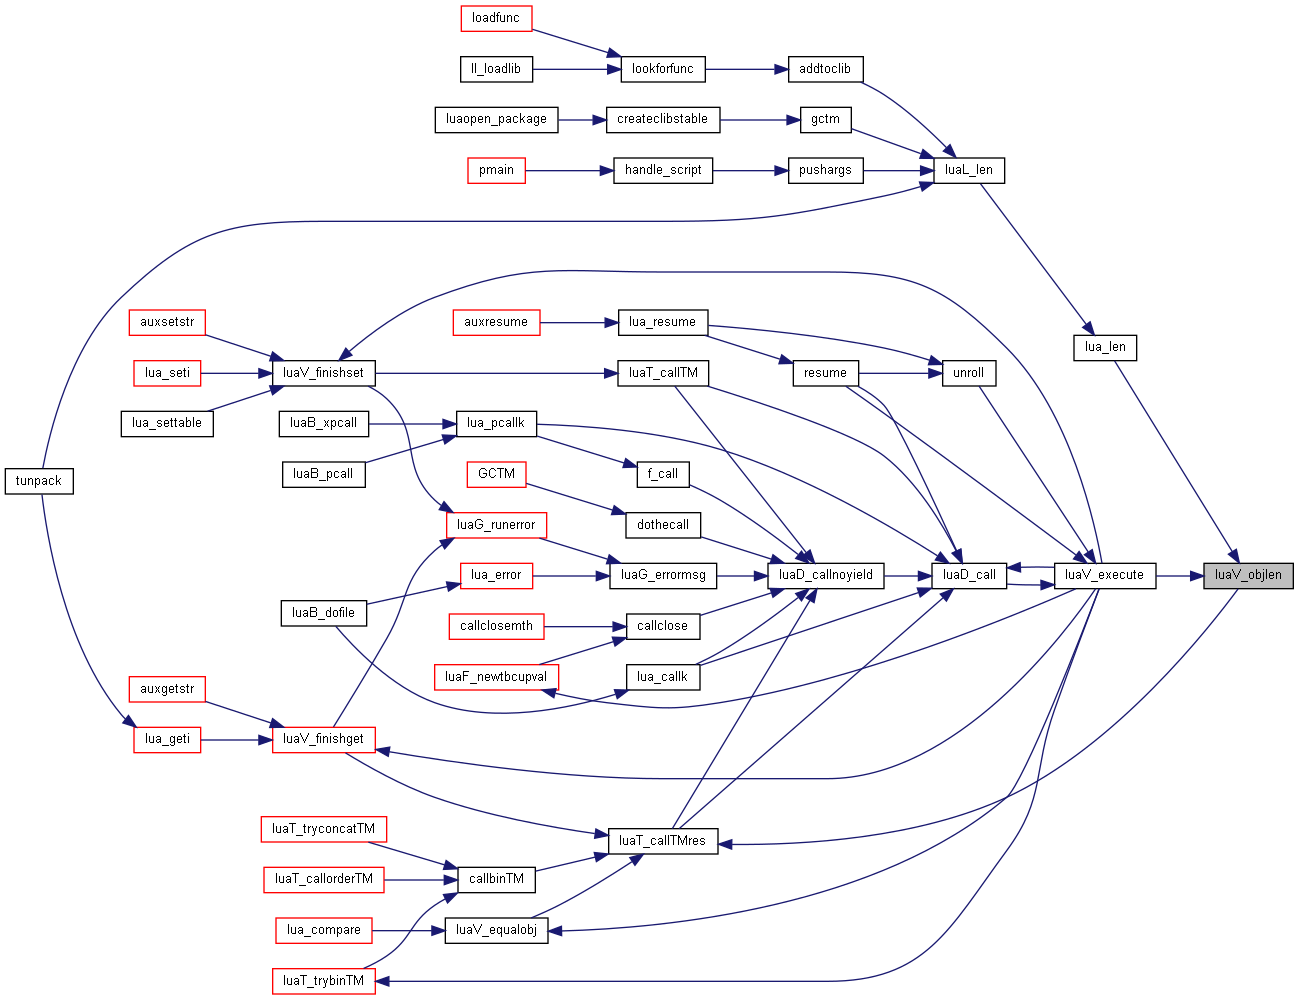 loadfunc
ll_loadlib
lookforfunc
addtoclib
luaopen_package
createclibstable
gctm
pmain
handle_script
pushargs
luaL_len
auxsetstr
auxresume
lua_resume
lua_len
lua_seti
luaV_finishset
luaT_callTM
resume
unroll
lua_settable
luaB_xpcall
lua_pcallk
luaB_pcall
GCTM
f_call
tunpack
luaG_runerror
dothecall
lua_error
luaG_errormsg
luaD_callnoyield
luaD_call
luaV_execute
luaV_objlen
luaB_dofile
callclosemth
callclose
luaF_newtbcupval
lua_callk
auxgetstr
lua_geti
luaV_finishget
luaT_tryconcatTM
luaT_callTMres
luaT_callorderTM
callbinTM
lua_compare
luaV_equalobj
luaT_trybinTM